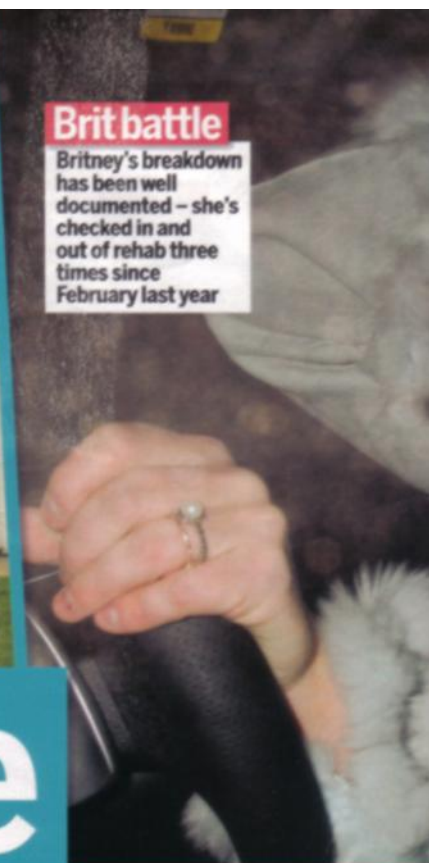 Brit battle
Britney's breakdown
has been well
documented – she's
checked in and
out of rehab three
times since
February last year
e